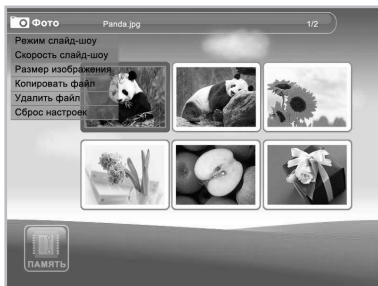 Фото
Panda.jpg
1/2
Режим слайд-шоу
Скорость слайд-шоу
Размер изображения
Копировать файл
Удалить файл
Сброс настроек
ПАМЯТЬ